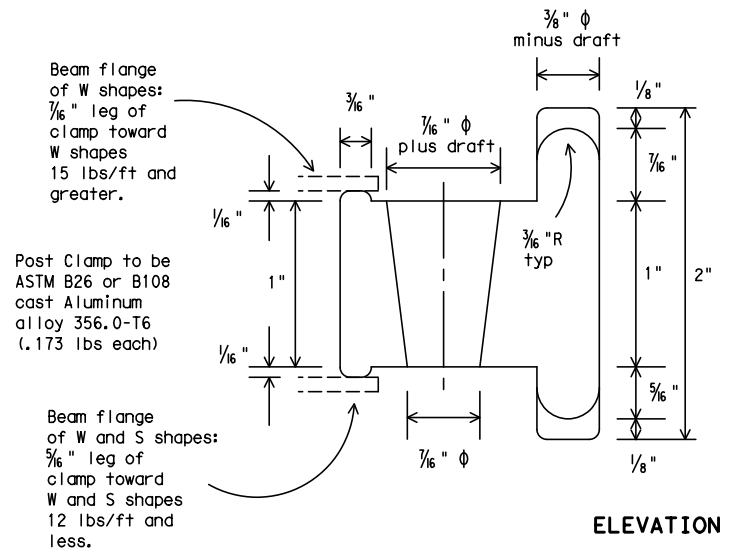 Beam flange
of W shapes:
7/16 " leg of
clamp toward
W shapes
15 lbs/ft and
greater.
3/8" ϕ
minus draft
3/16 "
7/16 " ϕ
plus draft
1/8"
7/16 "
1/16 "
3/16 "R
typ
Post Clamp to be
ASTM B26 or B108
cast Aluminum
alloy 356.0-T6
(.173 lbs each)
1"
1"
2"
1/16 "
5/16 "
Beam flange
of W and S shapes:
5/16 " leg of
clamp toward
W and S shapes
12 lbs/ft and
less.
7/16 " ϕ
1/8"
ELEVATION